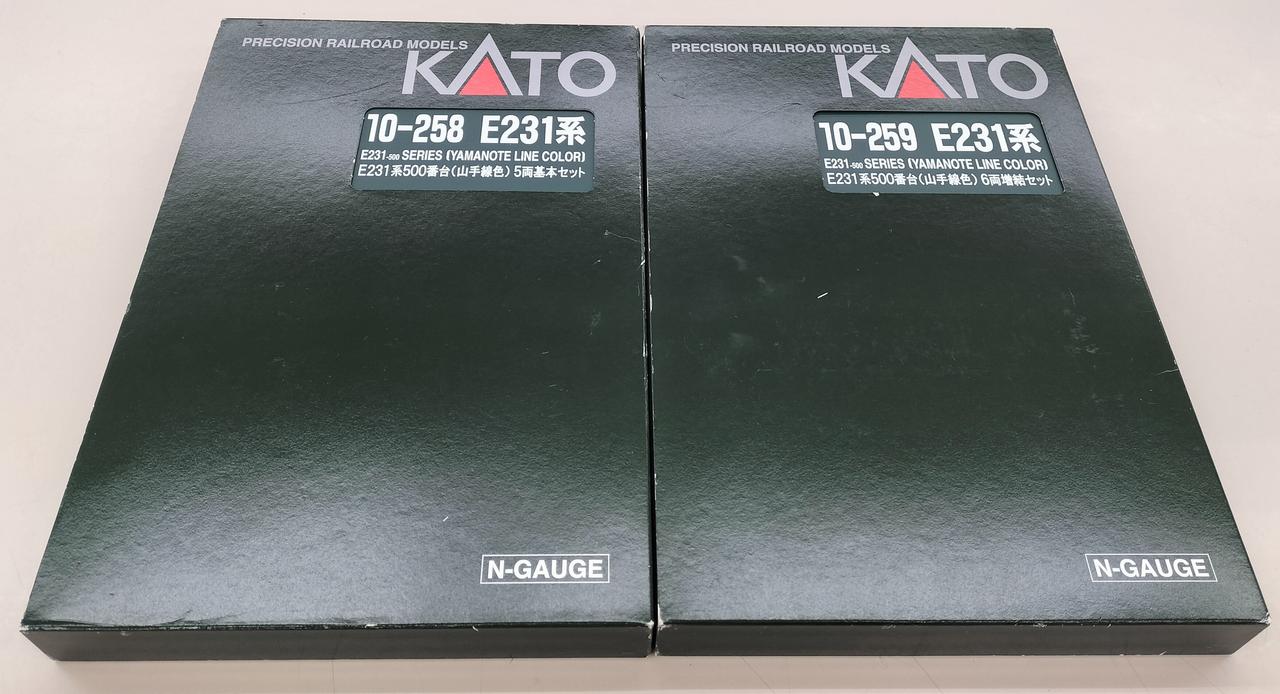 PRECISION RAILROAD MODELS
KATO
10-258 E231系
E231-500 SERIES (YAMANOTE LINE COLOR)
E231系500番台(山手線色) 5両基本セット
N-GAUGE
PRECISION RAILROAD MODELS
KATO
10-259 E231系
E231-500 SERIES (YAMANOTE LINE COLOR)
E231系500番台(山手線色) 6両増結セット
N-GAUGE